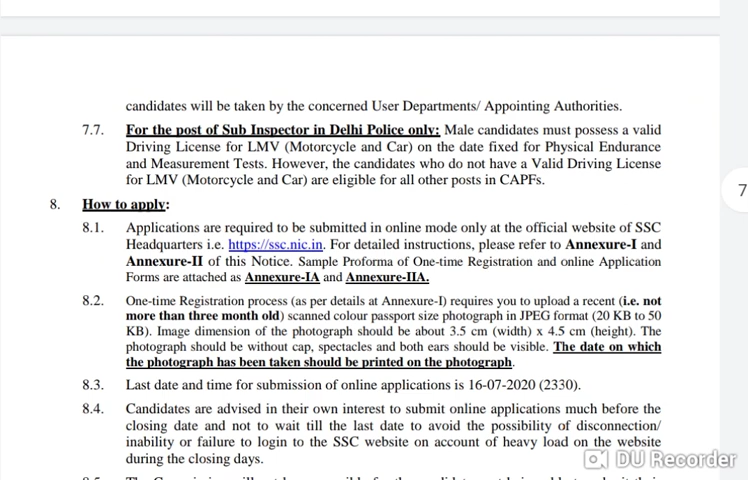 candidates will be taken by the concerned User Departments/ Appointing Authorities.
7.7. For the post of Sub Inspector in Delhi Police only: Male candidates must possess a valid
Driving License for LMV (Motorcycle and Car) on the date fixed for Physical Endurance
and Measurement Tests. However, the candidates who do not have a Valid Driving License
for LMV (Motorcycle and Car) are eligible for all other posts in CAPFs.
7
8. How to apply:
8.1. Applications are required to be submitted in online mode only at the official website of SSC
Headquarters i.e. https://ssc.nic.in. For detailed instructions, please refer to Annexure-I and
Annexure-II of this Notice. Sample Proforma of One-time Registration and online Application
Forms are attached as Annexure-IA and Annexure-IIA.
8.2. One-time Registration process (as per details at Annexure-I) requires you to upload a recent (i.e. not
more than three month old) scanned colour passport size photograph in JPEG format (20 KB to 50
KB). Image dimension of the photograph should be about 3.5 cm (width) x 4.5 cm (height). The
photograph should be without cap, spectacles and both ears should be visible. The date on which
the photograph has been taken should be printed on the photograph.
8.3. Last date and time for submission of online applications is 16-07-2020 (2330).
8.4. Candidates are advised in their own interest to submit online applications much before the
closing date and not to wait till the last date to avoid the possibility of disconnection/
inability or failure to login to the SSC website on account of heavy load on the website
during the closing days.
DU Recorder